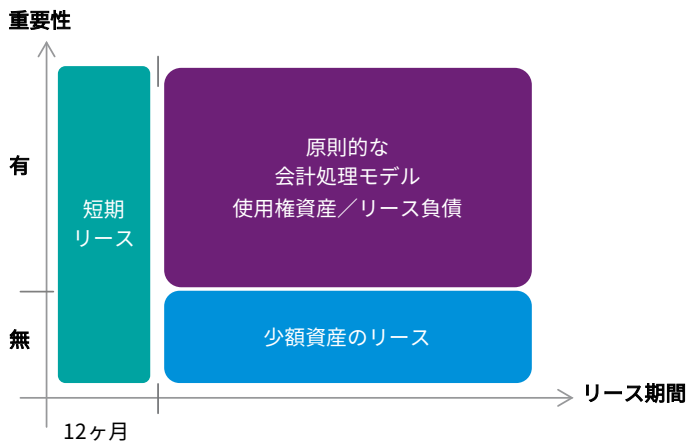 重要性
有
短期
リース
原則的な
会計処理モデル
使用権資産／リース負債
無
少額資産のリース
リース期間
12ヶ月